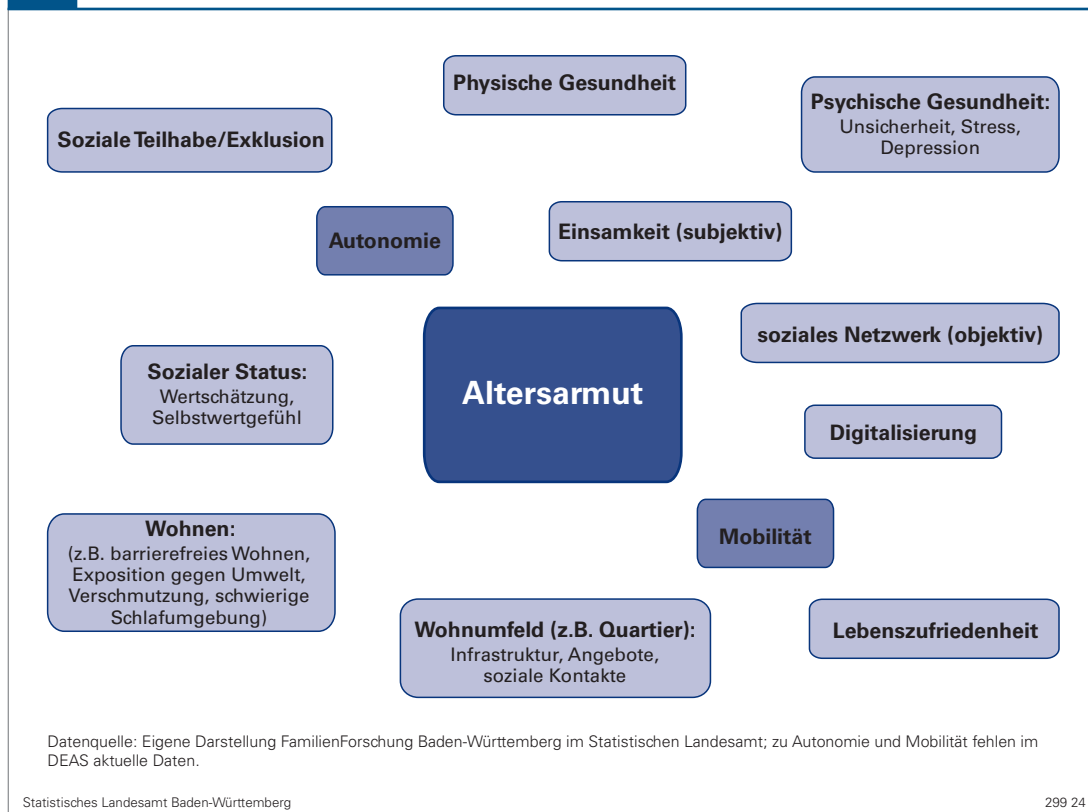 Physische Gesundheit
Psychische Gesundheit:
Unsicherheit, Stress,
Depression
Soziale Teilhabe/Exklusion
Autonomie
Einsamkeit (subjektiv)
soziales Netzwerk (objektiv)
Altersarmut
Sozialer Status:
Wertschätzung,
Selbstwertgefühl
Digitalisierung
Mobilität
Wohnen:
(z.B. barrierefreies Wohnen,
Exposition gegen Umwelt,
Verschmutzung, schwierige
Schlafumgebung)
Wohnumfeld (z.B. Quartier):
Infrastruktur, Angebote,
soziale Kontakte
Lebenszufriedenheit
Datenquelle: Eigene Darstellung FamilienForschung Baden-Württemberg im Statistischen Landesamt; zu Autonomie und Mobilität fehlen im
DEAS aktuelle Daten.
Statistisches Landesamt Baden-Württemberg
299 24